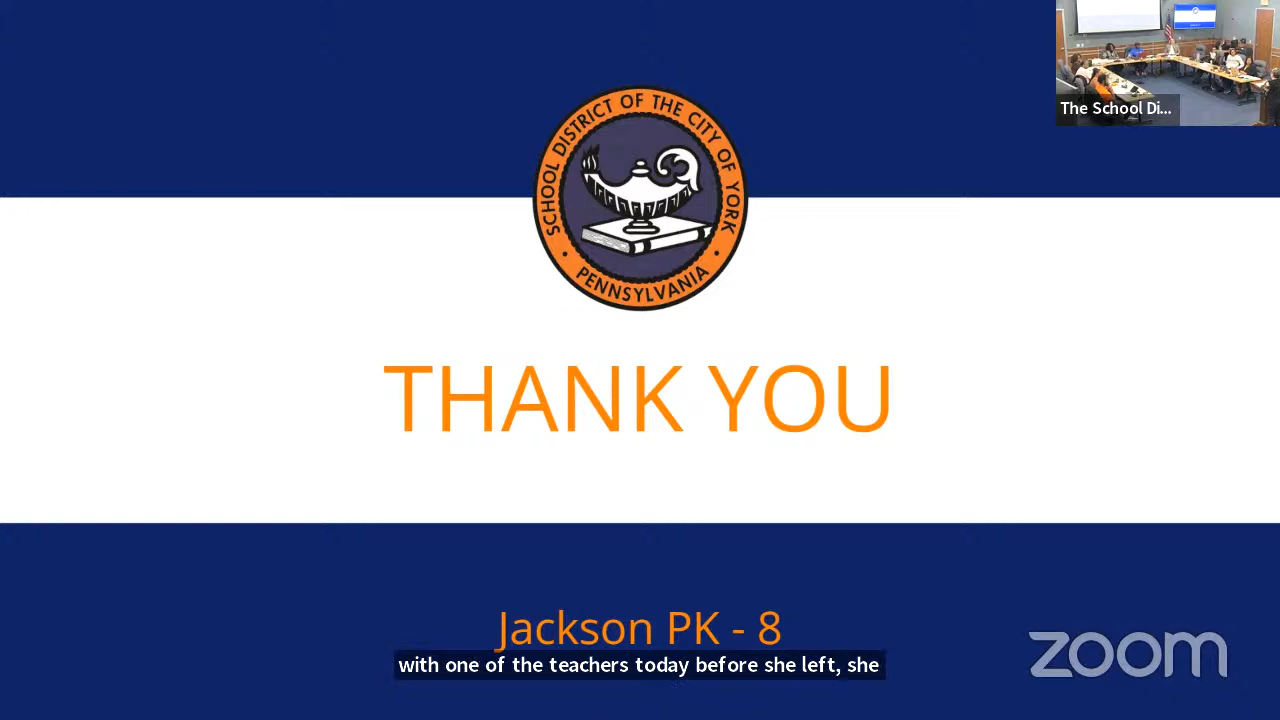 The School Di...
SCHOOL DISTRICT OF THE CITY OF YORK
• PENNSYLVANIA •
THANK YOU
Jackson PK - 8
with one of the teachers today before she left, she
zoom